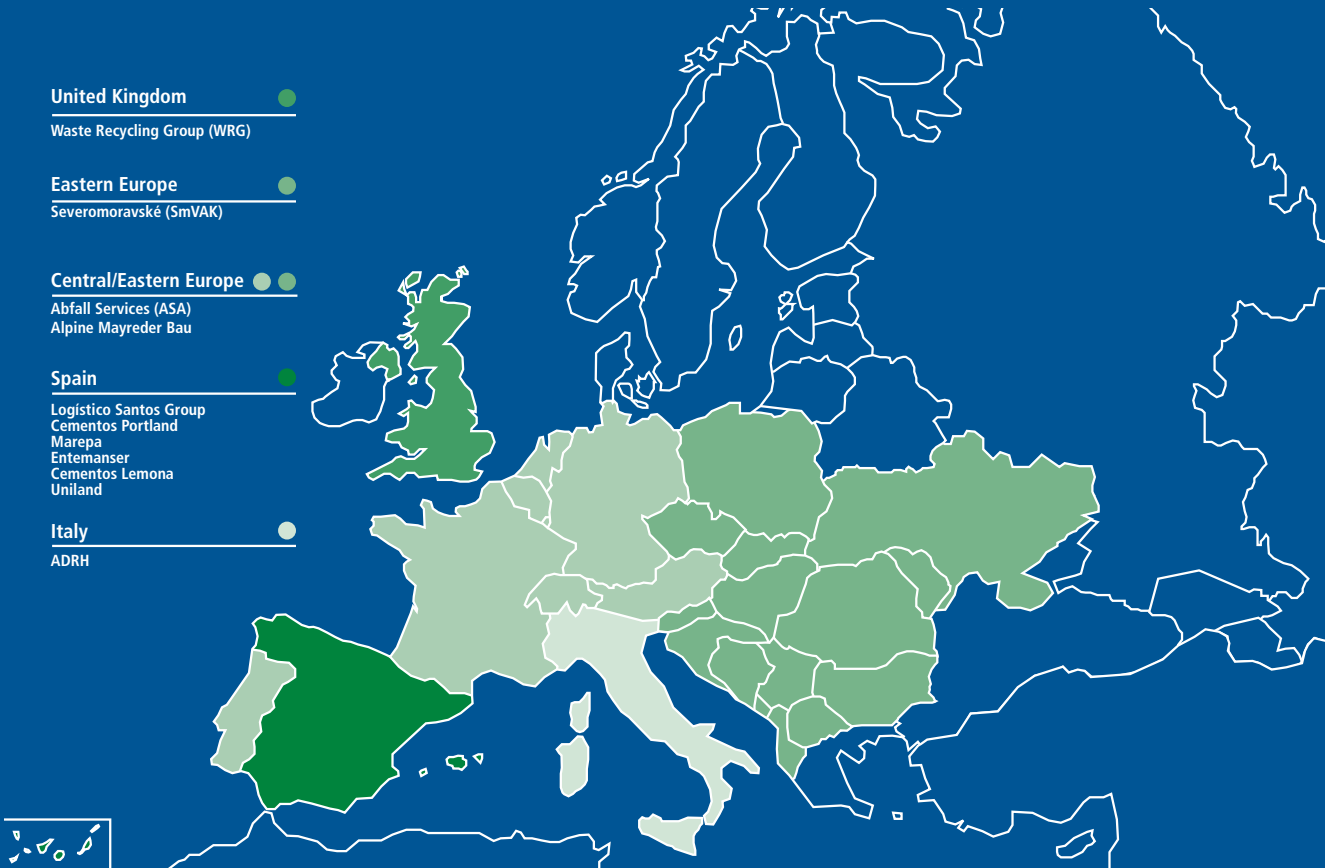 United Kingdom
Waste Recycling Group (WRG)
Eastern Europe
Severomoravské (SmVAK)
Central/Eastern Europe
Abfall Services (ASA)
Alpine Mayreder Bau
Spain
Logístico Santos Group
Cementos Portland
Marepa
Entemanser
Cementos Lemona
Uniland
Italy
ADRH